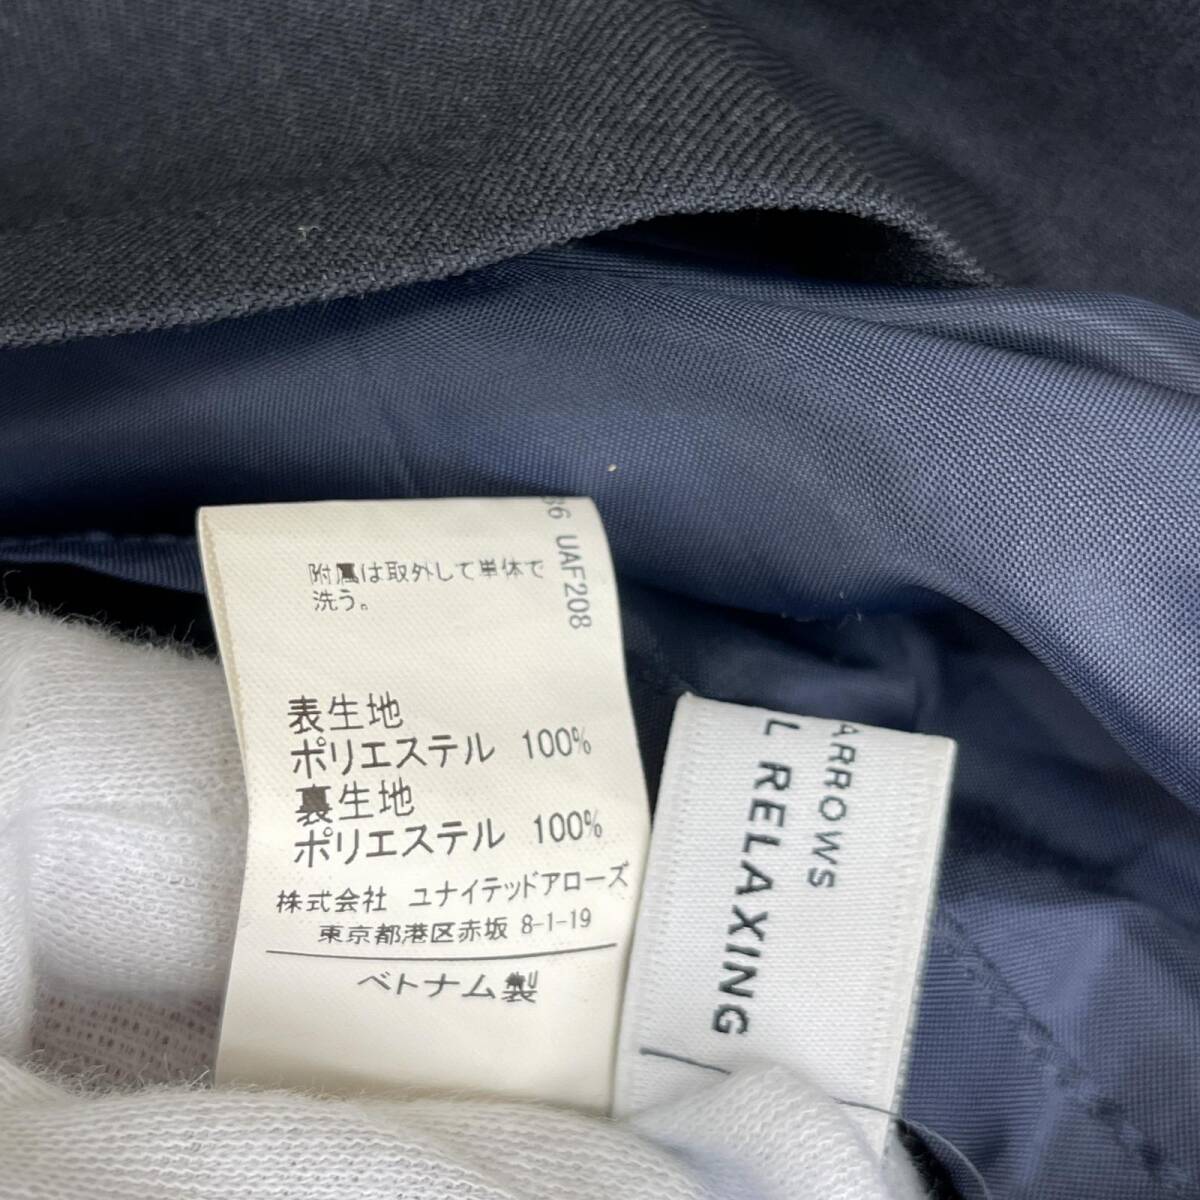 附属は取外して単体で
洗う。
36 UAF208
表生地
ポリエステル 100%
裏生地
ポリエステル 100%
株式会社 ユナイテッドアローズ
東京都港区赤坂 8-1-19
ベトナム製
ARROWS
L RELAXING